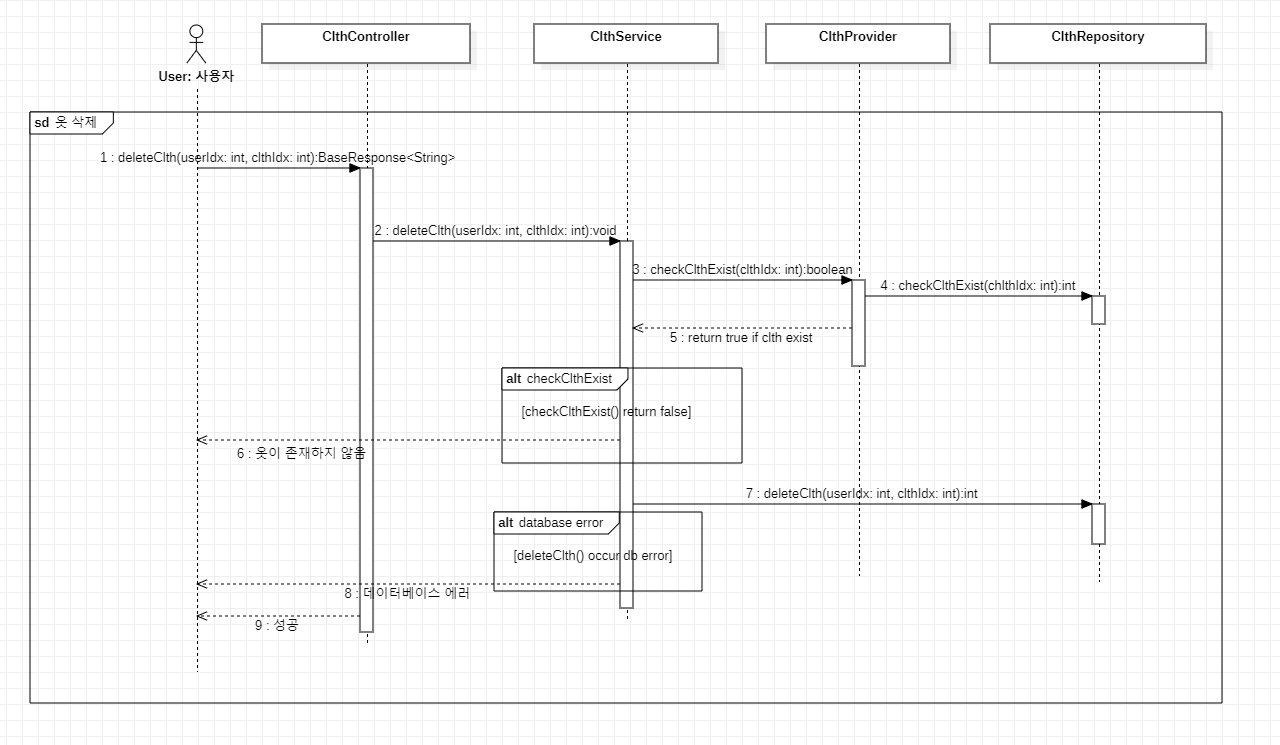 ClthController
ClthService
ClthProvider
ClthRepository
User: 사용자
sd 옷 삭제
1 : deleteClth(userIdx: int, clthIdx: int):BaseResponse<String>
2 : deleteClth(userIdx: int, clthIdx: int):void
3 : checkClthExist(clthIdx: int):boolean
4 : checkClthExist(chlthIdx: int):int
5 : return true if clth exist
alt checkClthExist
[checkClthExist() return false]
6 : 옷이 존재하지 않음
7 : deleteClth(userIdx: int, clthIdx: int):int
alt database error
[deleteClth() occur db error]
8 : 데이터베이스 에러
9 : 성공